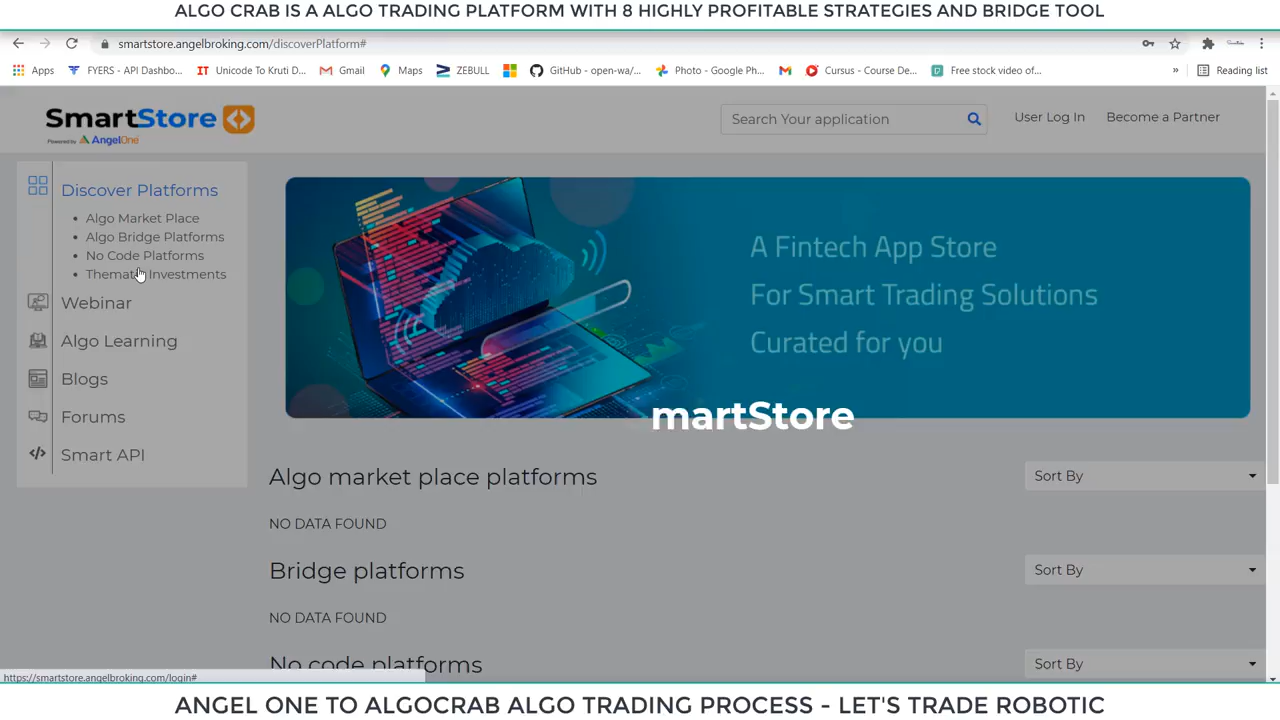 ALGO CRAB IS A ALGO TRADING PLATFORM WITH 8 HIGHLY PROFITABLE STRATEGIES AND BRIDGE TOOL
smartstore.angelbroking.com/discoverPlatform#
Apps
FYERS - API Dashbo...
IT Unicode To Kruti D...
Gmail
Maps
ZEBULL
GitHub - open-wa/...
Photo - Google Ph...
Cursus - Course De...
Free stock video of...
»
Reading list
SmartStore
Powered by AngelOne
Search Your application
User Log In
Become a Partner
Discover Platforms
• Algo Market Place
• Algo Bridge Platforms
• No Code Platforms
• Thematic Investments
Webinar
Algo Learning
Blogs
Forums
Smart API
A Fintech App Store
For Smart Trading Solutions
Curated for you
martStore
Algo market place platforms
Sort By
NO DATA FOUND
Bridge platforms
Sort By
NO DATA FOUND
No code platforms
Sort By
https://smartstore.angelbroking.com/login#
ANGEL ONE TO ALGOCRAB ALGO TRADING PROCESS - LET'S TRADE ROBOTIC